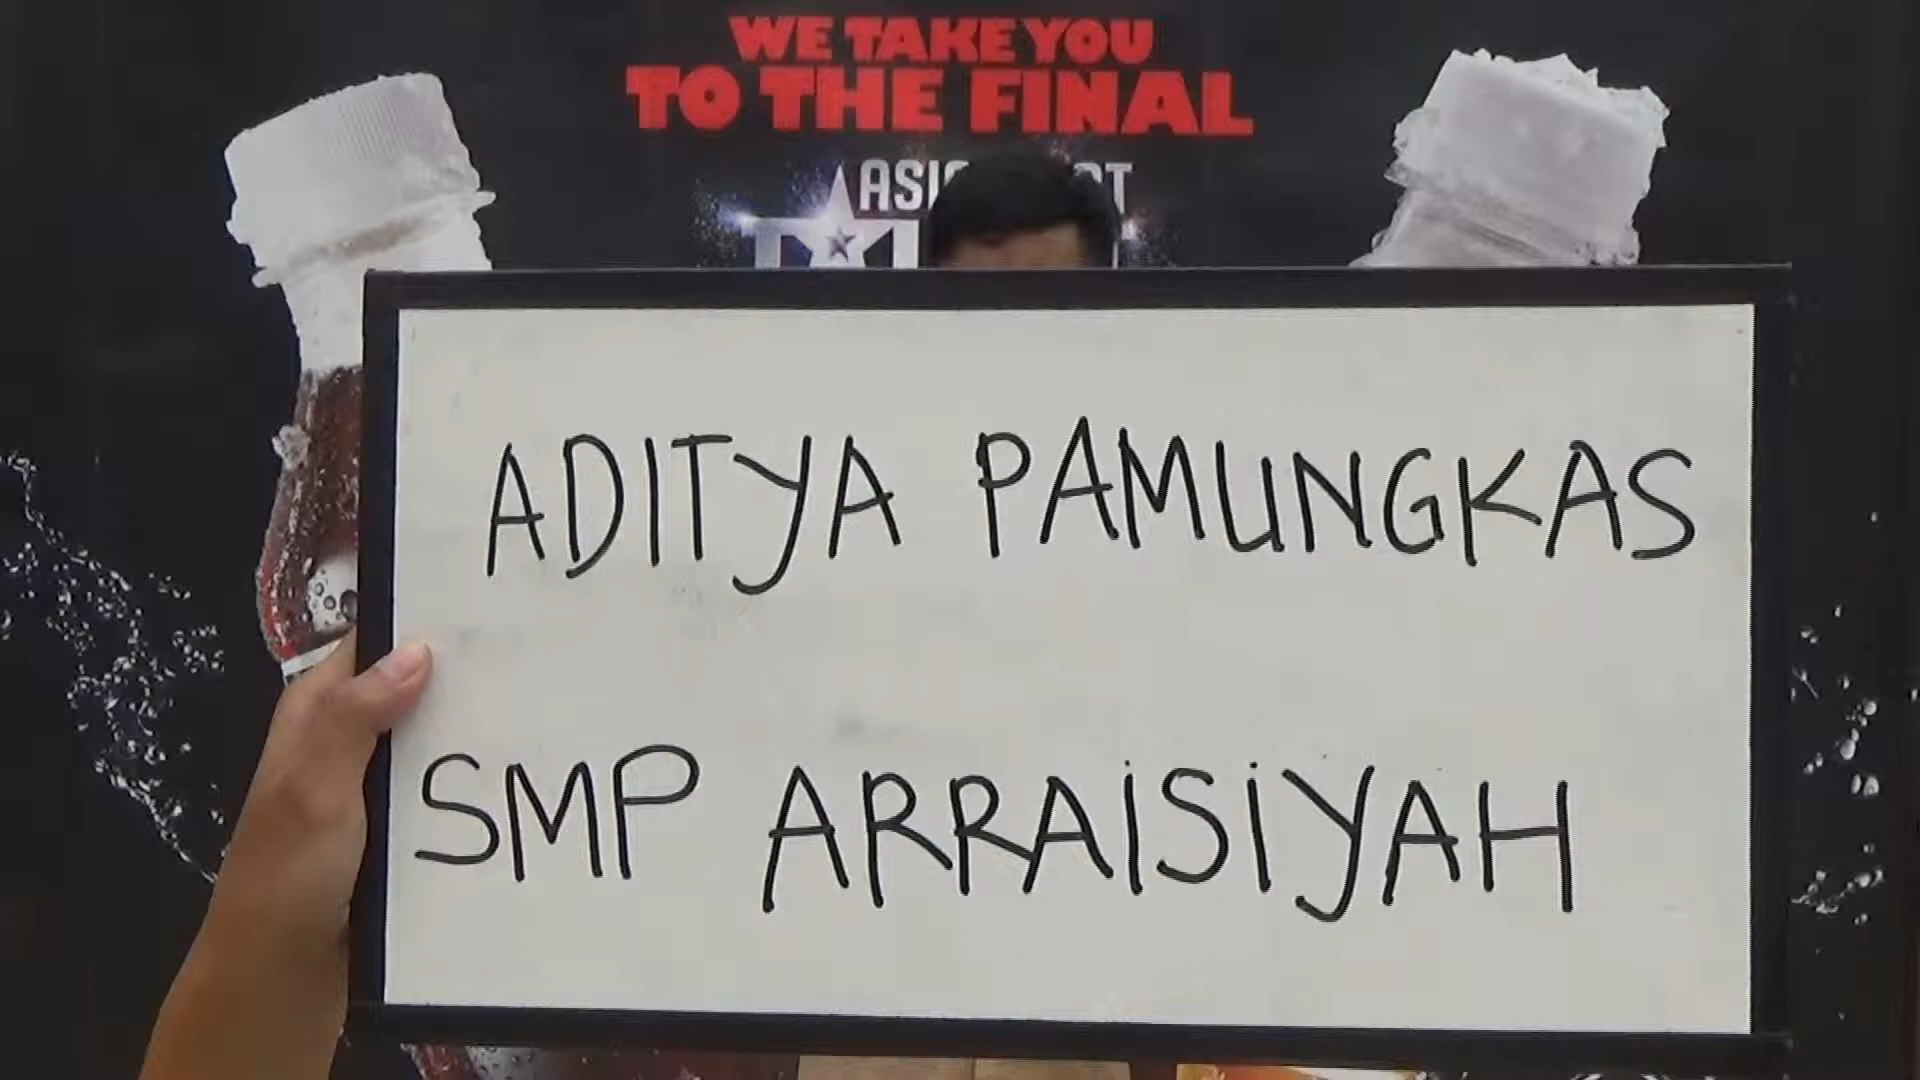 WE TAKE YOU
TO THE FINAL
ADITYA PAMUNGKAS
SMP ARRAISIYAH